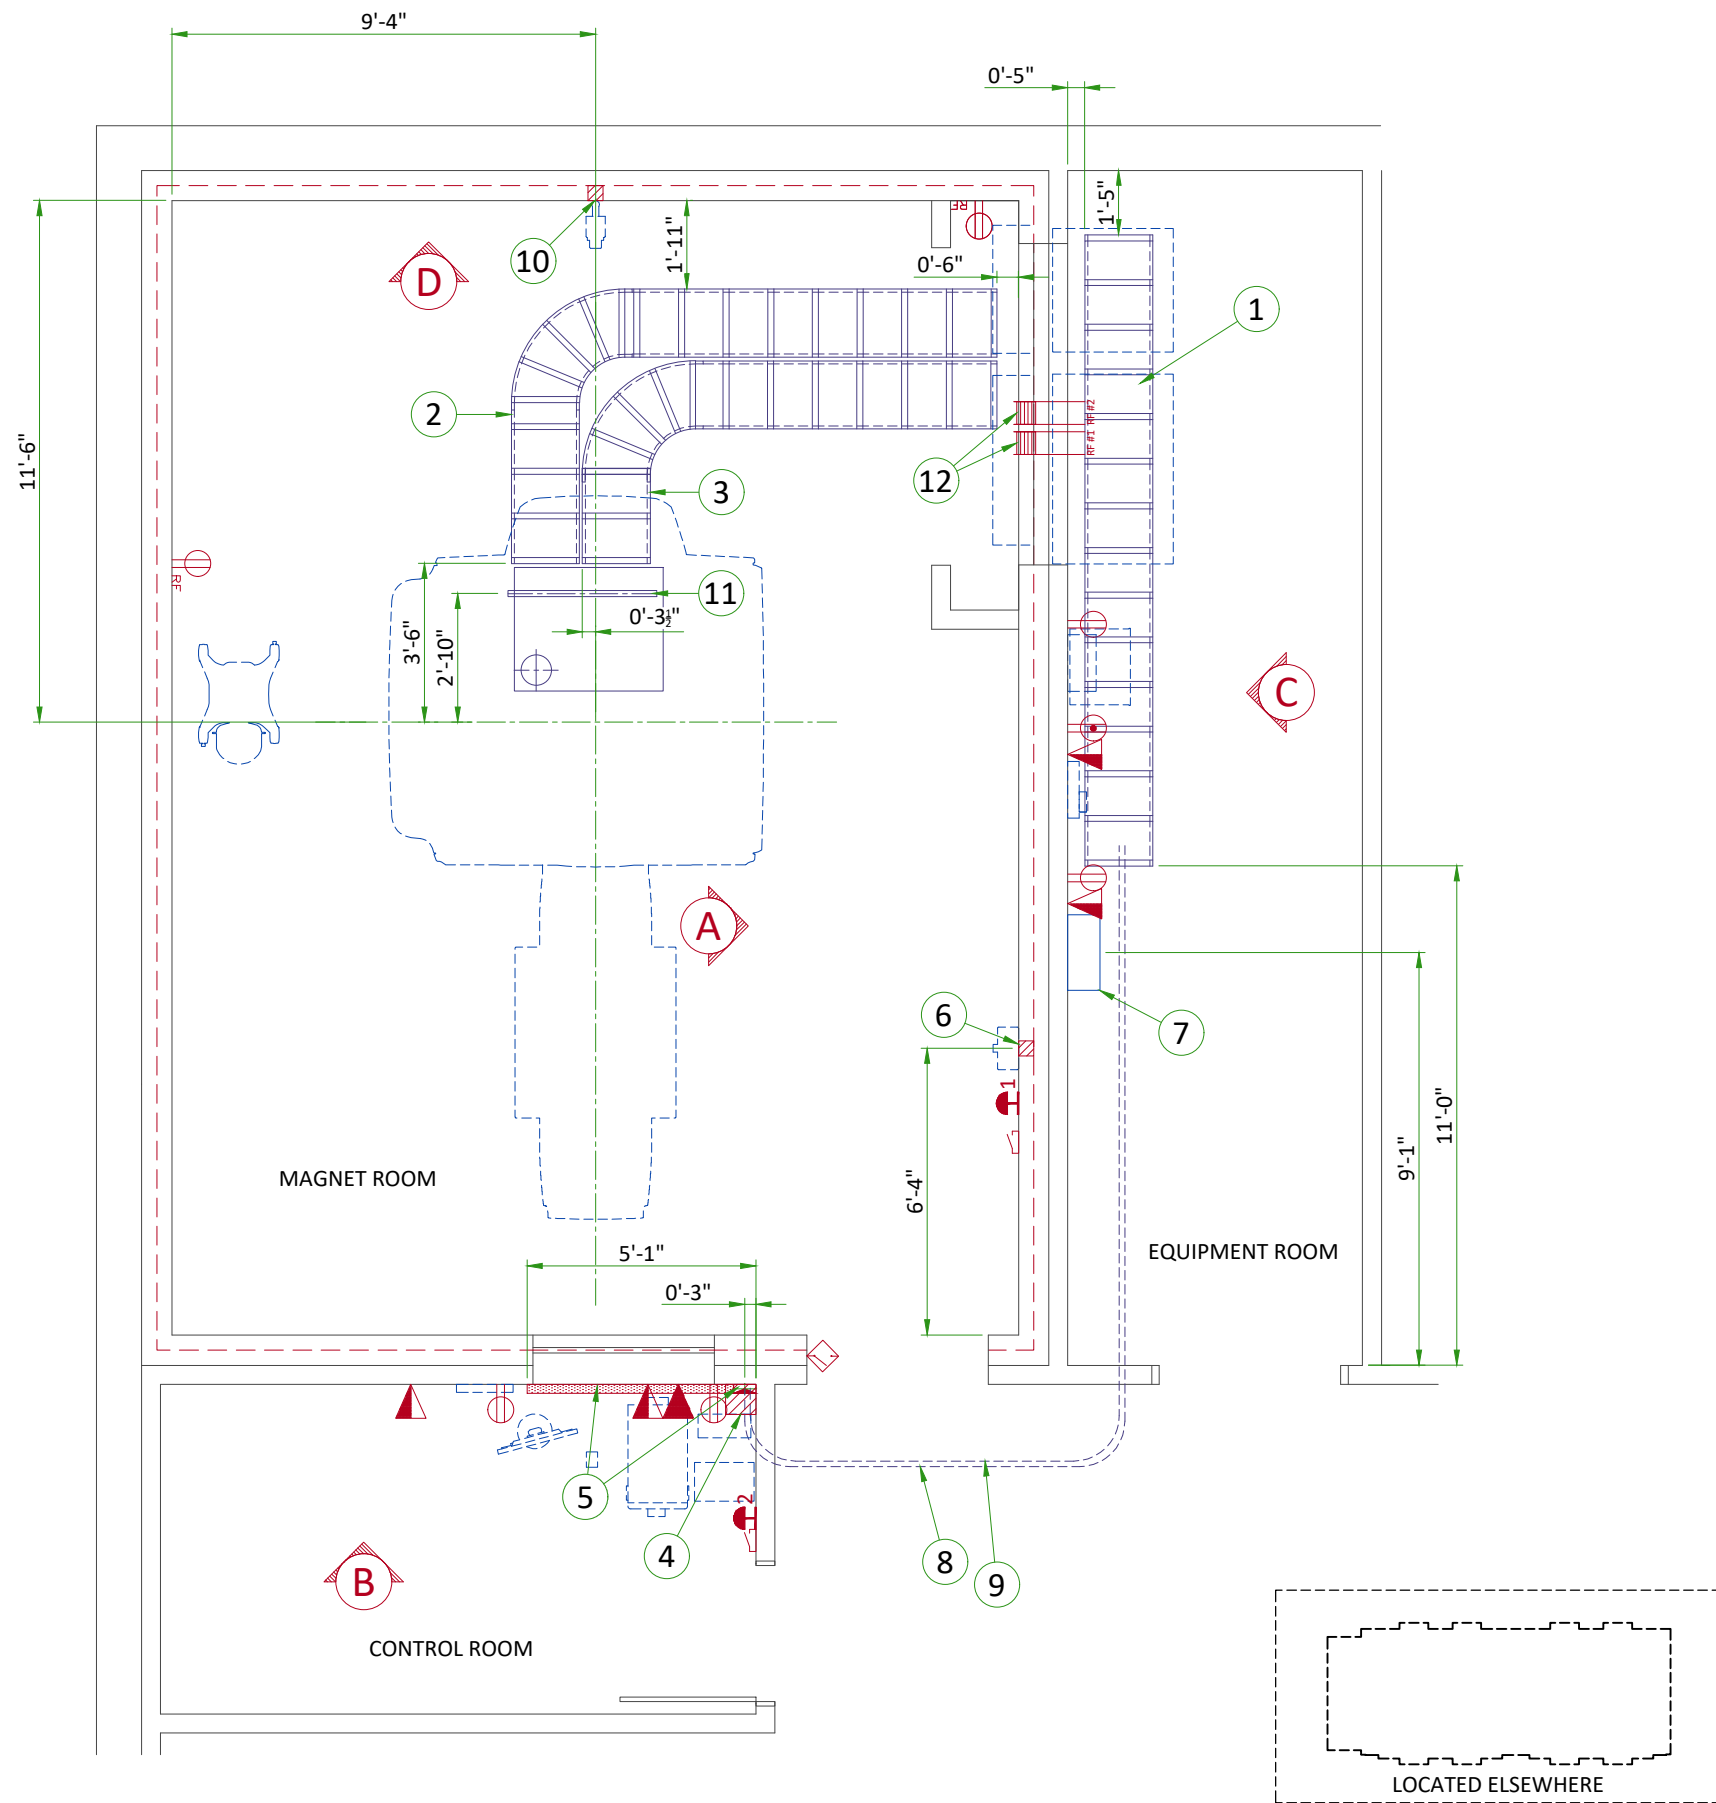 9'-4"
0'-5"
1'-5"
RF
1'-11"
10
D
0'-6"
1
11'-6"
2
RF #2
RF #1
12
3
RF
11
0'-3½"
3'-6"
2'-10"
C
A
6
7
1
11'-0"
9'-1"
6'-4"
MAGNET ROOM
EQUIPMENT ROOM
5'-1"
0'-3"
5
2
4
8
9
B
CONTROL ROOM
LOCATED ELSEWHERE